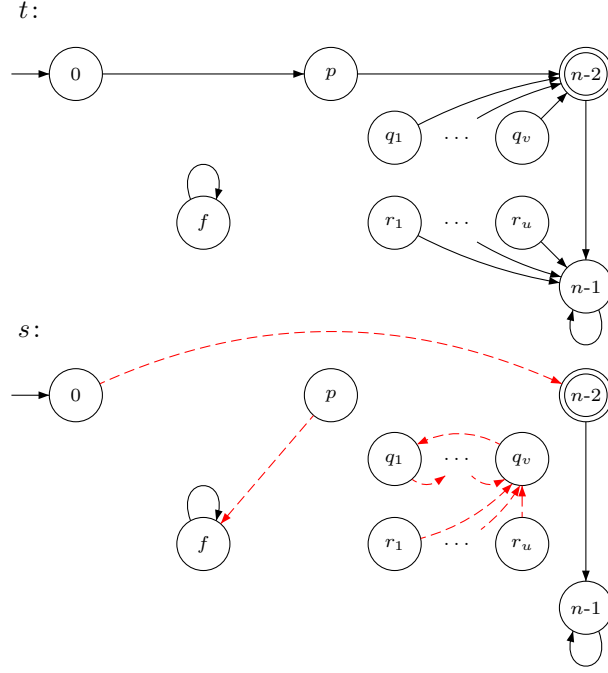 t:
0 p n-2
q1 ... qv
f r1 ... ru
n-1
s:
0 p n-2
q1 ... qv
f r1 ... ru
n-1